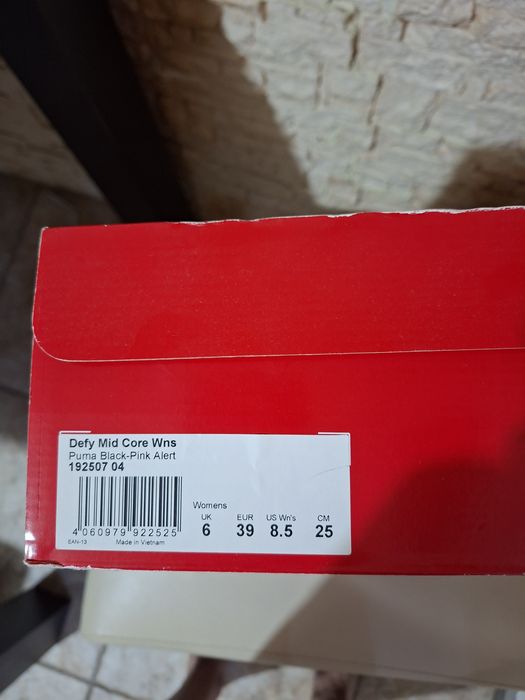 Defy Mid Core Wns
Puma Black-Pink Alert
192507 04
Womens
UK EUR US Wn's CM
6 39 8.5 25
4 060979 922525
EAN-13 Made in Vietnam